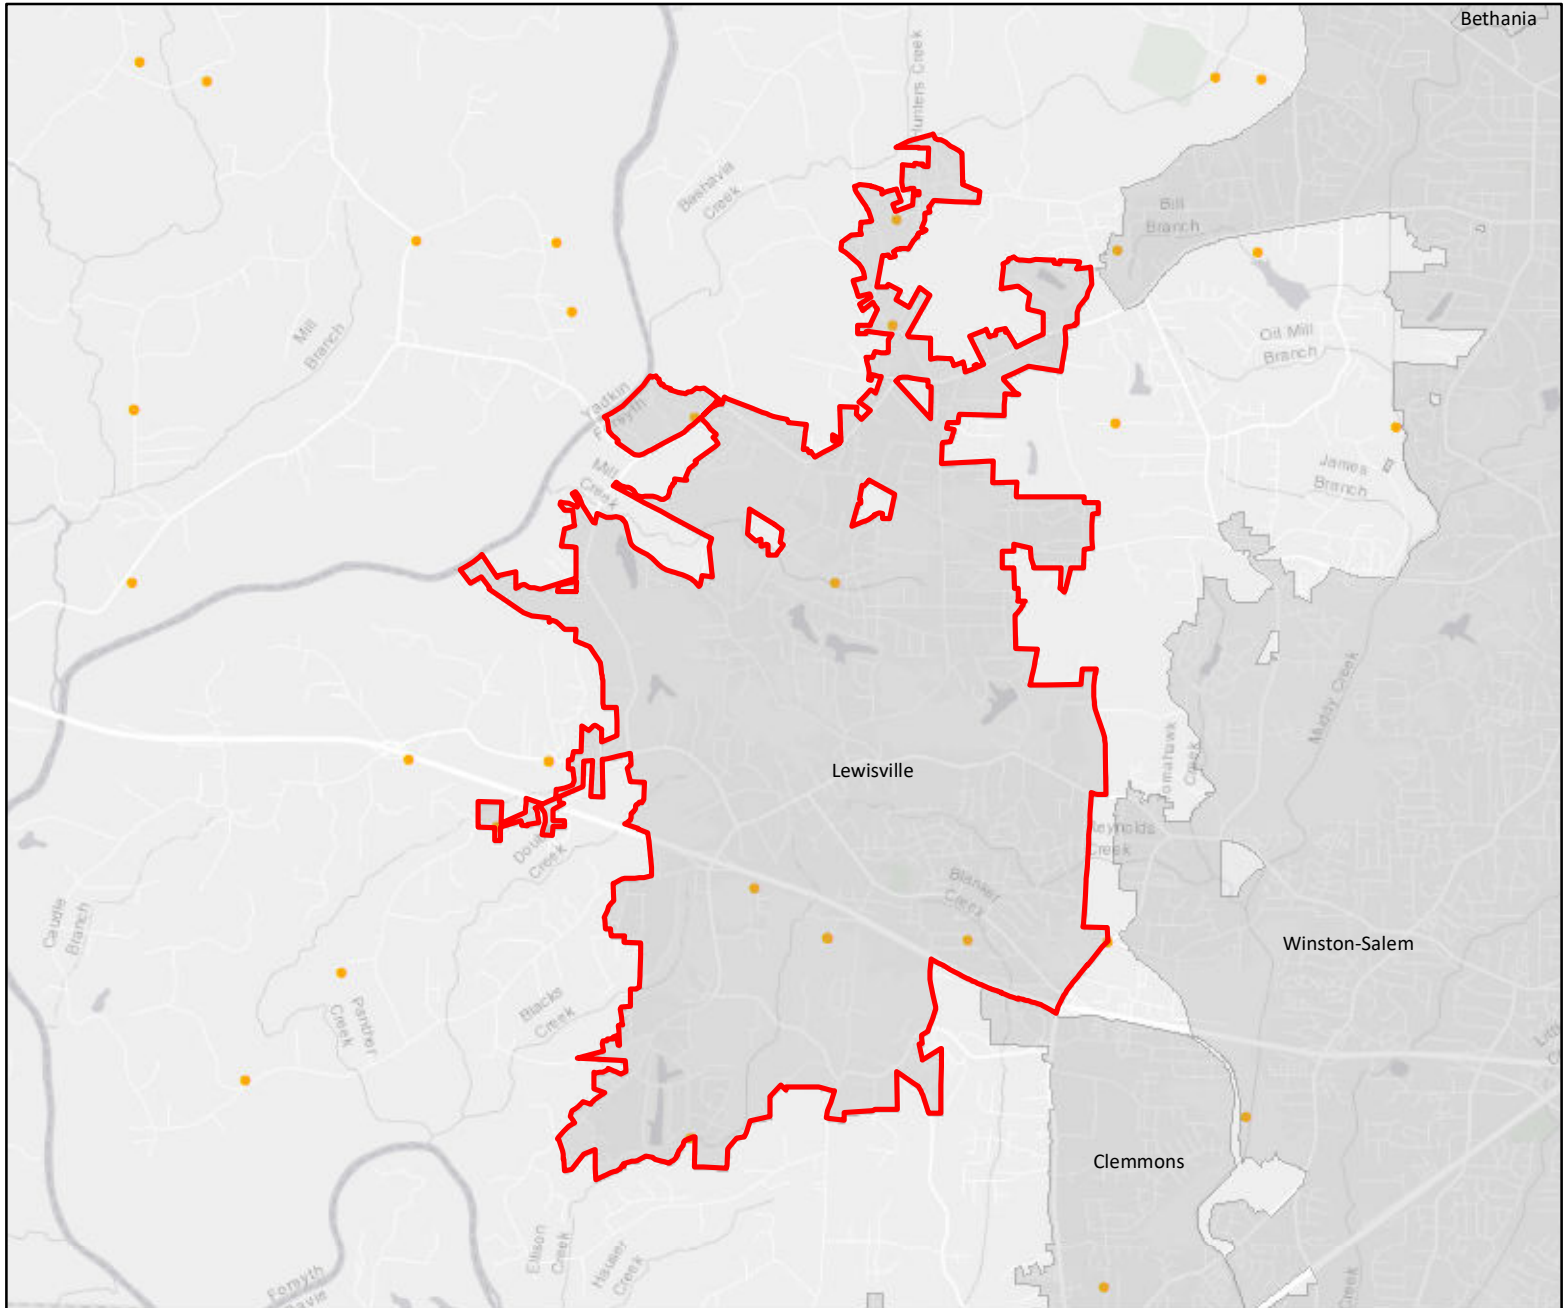 Bethania
Hunters Creek
Bashavia
Creek
Bill
Branch
Mill
Branch
Oil Mill
Branch
Yadkin
Forsyth
Mill
Creek
James
Branch
Muddy Creek
Tomahawk
Creek
Lewisville
Reynolds
Creek
Creek
Blanket
Creek
Caudle
Branch
Winston-Salem
Panther
Creek
Blacks
Creek
Clemmons
Ellison
Creek
Hauser
Creek
Forsyth
Davie
Creek